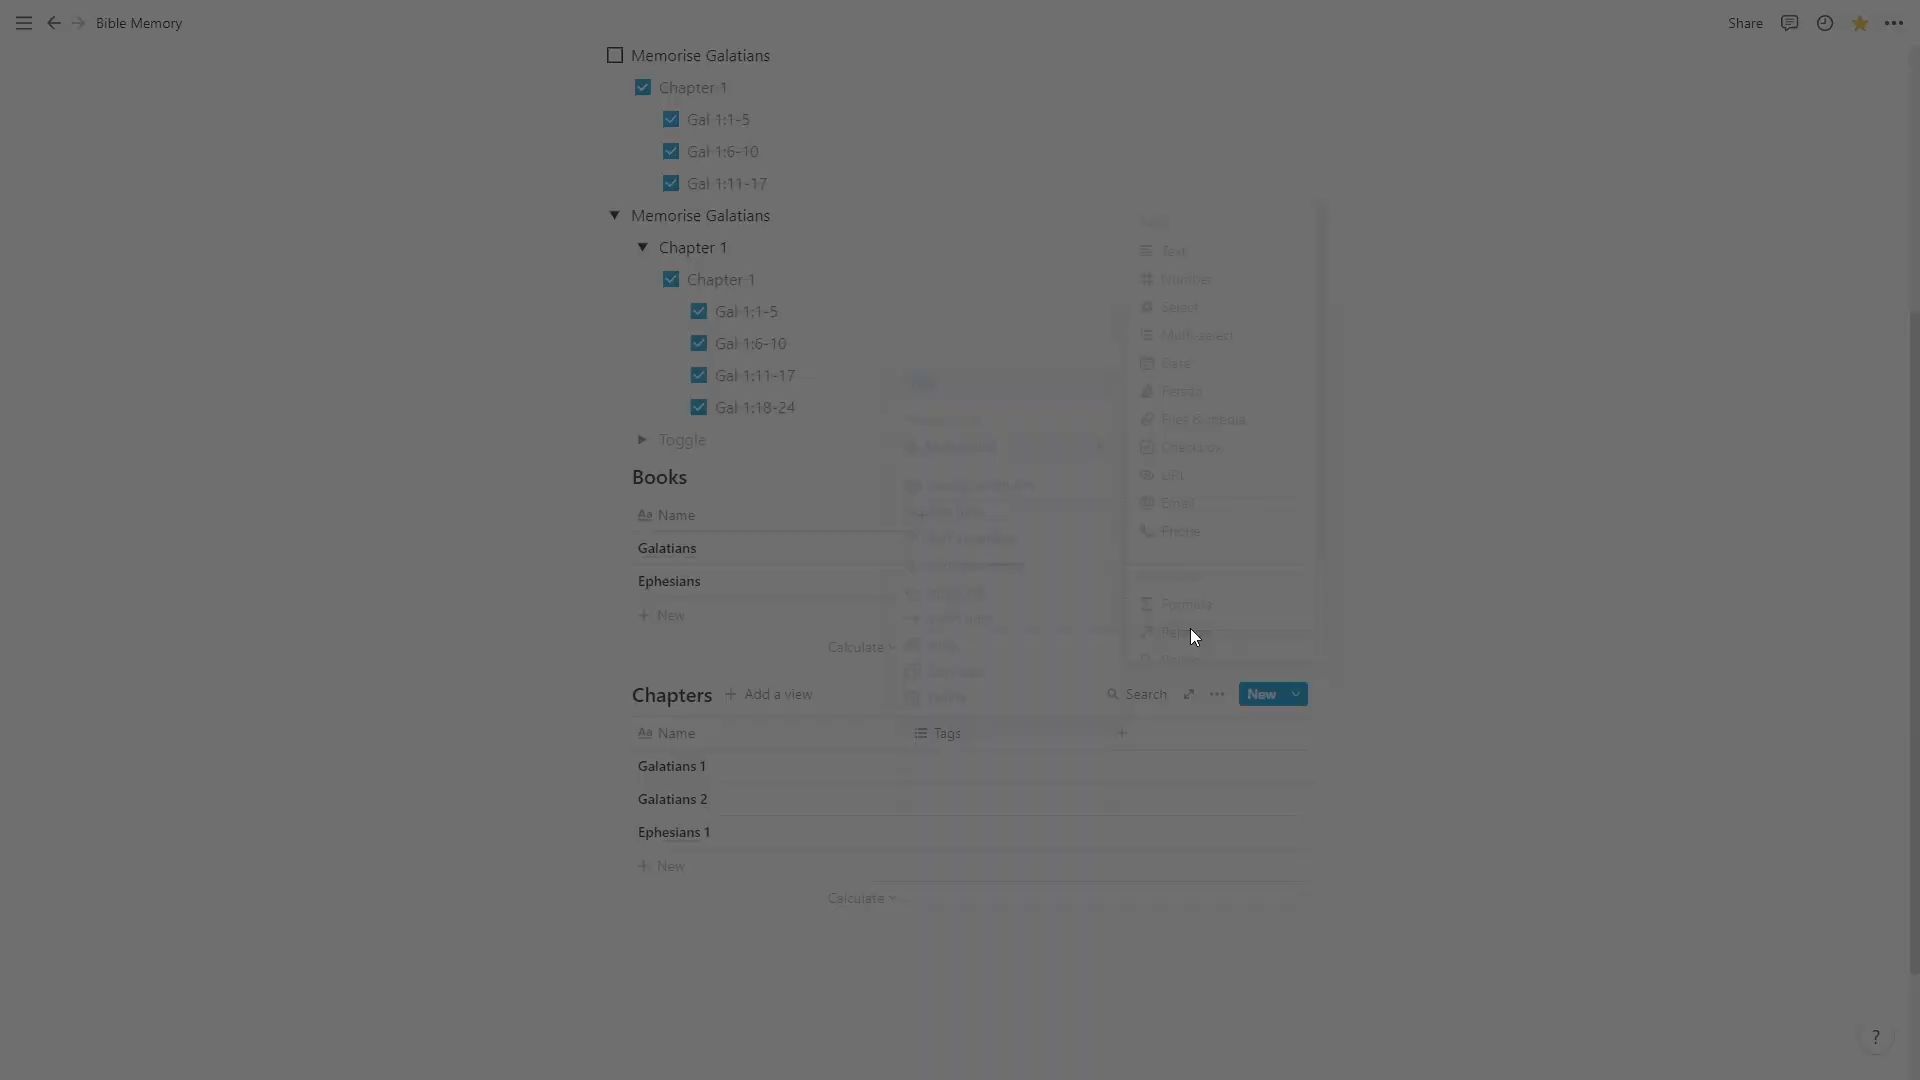 Bible Memory
Share
Memorise Galatians
Chapter 1
Gal 1:1-5
Gal 1:6-10
Gal 1:11-17
Memorise Galatians
Chapter 1
Chapter 1
Gal 1:1-5
Gal 1:6-10
Gal 1:11-17
Gal 1:18-24
Toggle
Text
Number
Select
Multi-select
Date
Person
Files & media
Checkbox
URL
Email
Phone
Formula
Books
Aa Name
Galatians
Ephesians
+ New
Calculate
Chapters + Add a view Search New
Aa Name Tags +
Galatians 1
Galatians 2
Ephesians 1
+ New
Calculate
?